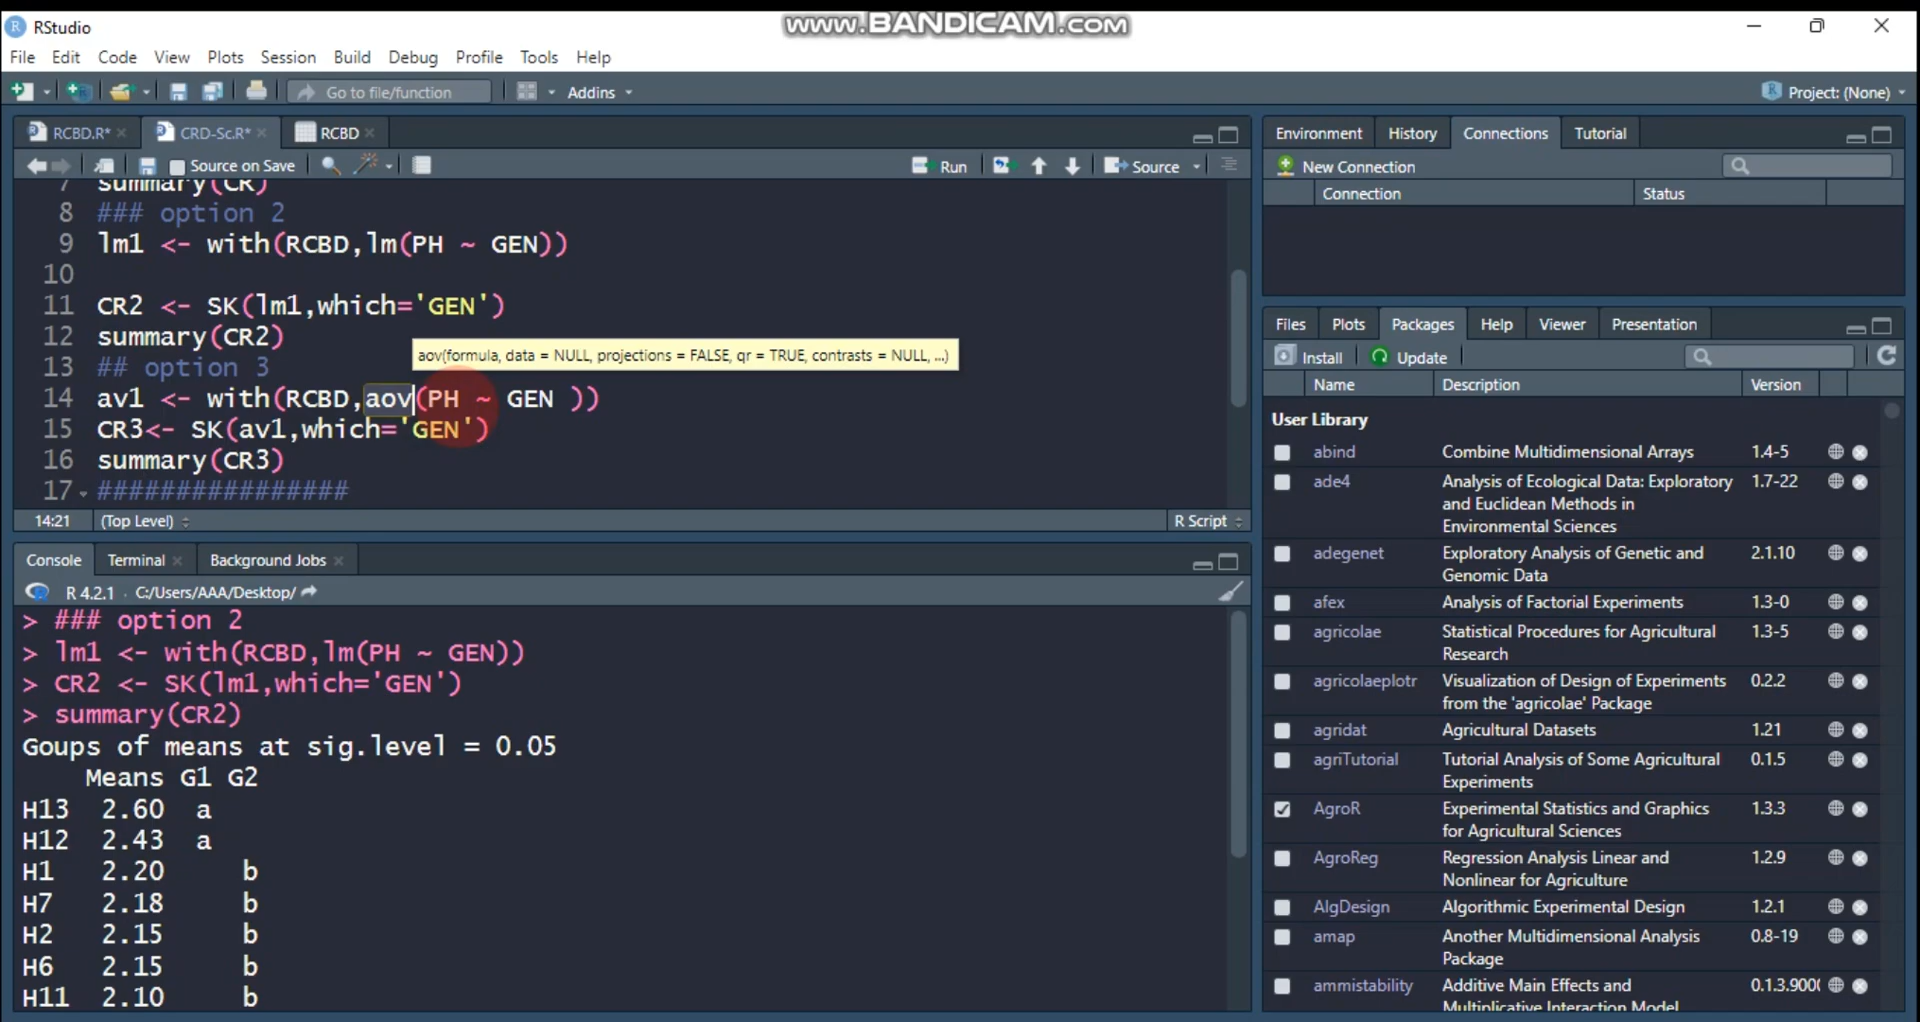 RStudio
www.BANDICAM.com
File Edit Code View Plots Session Build Debug Profile Tools Help
Go to file/function
Addins
Project: (None)
RCBD.R*
CRD-Sc.R*
RCBD
Source on Save
Run
Source
7 summary(CR)
8 ### option 2
9 lm1 <- with(RCBD,lm(PH ~ GEN))
10
11 CR2 <- SK(lm1,which='GEN')
12 summary(CR2)
aov(formula, data = NULL, projections = FALSE, qr = TRUE, contrasts = NULL, ...)
13 ## option 3
14 av1 <- with(RCBD,aov(PH ~ GEN ))
15 CR3<- SK(av1,which='GEN')
16 summary(CR3)
17 ################
14:21
(Top Level)
R Script
Console
Terminal
Background Jobs
R 4.2.1 · C:/Users/AAA/Desktop/
> ### option 2
> lm1 <- with(RCBD,lm(PH ~ GEN))
> CR2 <- SK(lm1,which='GEN')
> summary(CR2)
Goups of means at sig.level = 0.05
Means G1 G2
H13 2.60 a
H12 2.43 a
H1 2.20 b
H7 2.18 b
H2 2.15 b
H6 2.15 b
H11 2.10 b
Environment History Connections Tutorial
New Connection
Connection Status
Files Plots Packages Help Viewer Presentation
Install Update
Name Description Version
User Library
abind Combine Multidimensional Arrays 1.4-5
ade4 Analysis of Ecological Data: Exploratory 1.7-22
and Euclidean Methods in
Environmental Sciences
adegenet Exploratory Analysis of Genetic and 2.1.10
Genomic Data
afex Analysis of Factorial Experiments 1.3-0
agricolae Statistical Procedures for Agricultural 1.3-5
Research
agricolaeplotr Visualization of Design of Experiments 0.2.2
from the 'agricolae' Package
agridat Agricultural Datasets 1.21
agriTutorial Tutorial Analysis of Some Agricultural 0.1.5
Experiments
AgroR Experimental Statistics and Graphics 1.3.3
for Agricultural Sciences
AgroReg Regression Analysis Linear and 1.2.9
Nonlinear for Agriculture
AlgDesign Algorithmic Experimental Design 1.2.1
amap Another Multidimensional Analysis 0.8-19
Package
ammistability Additive Main Effects and 0.1.3.900
Multiplicative Interaction Model